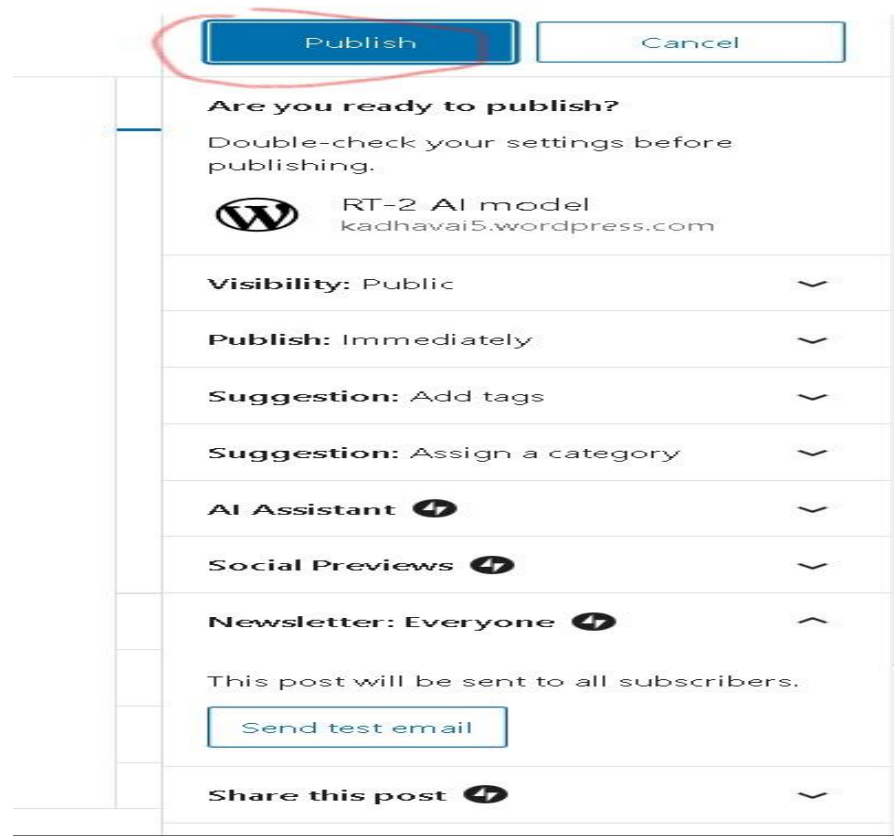 Publish Cancel
Are you ready to publish?
Double-check your settings before
publishing.
RT-2 AI model
kadhavai5.wordpress.com
Visibility: Public
Publish: Immediately
Suggestion: Add tags
Suggestion: Assign a category
AI Assistant
Social Previews
Newsletter: Everyone
This post will be sent to all subscribers.
Send test email
Share this post